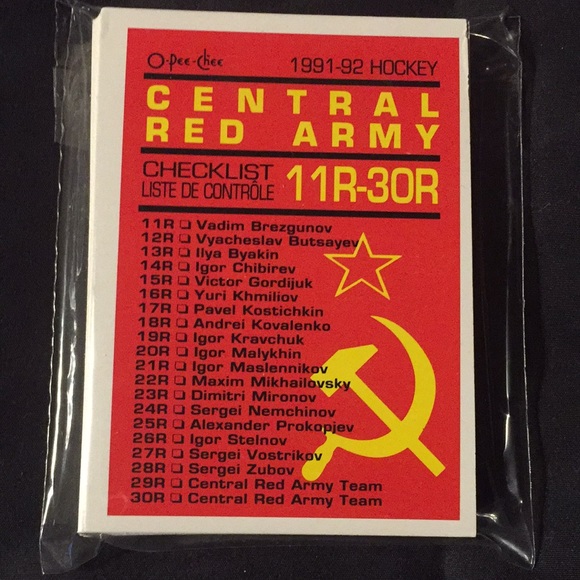 O-Pee-Chee 1991-92 HOCKEY
CENTRAL
RED ARMY
CHECKLIST
LISTE DE CONTRÔLE 11R-30R
11R ❑ Vadim Brezgunov
12R ❑ Vyacheslav Butsayev
13R ❑ Ilya Byakin
14R ❑ Igor Chibirev
15R ❑ Victor Gordijuk
16R ❑ Yuri Khmiliov
17R ❑ Pavel Kostichkin
18R ❑ Andrei Kovalenko
19R ❑ Igor Kravchuk
20R ❑ Igor Malykhin
21R ❑ Igor Maslennikov
22R ❑ Maxim Mikhailovsky
23R ❑ Dimitri Mironov
24R ❑ Sergei Nemchinov
25R ❑ Alexander Prokopjev
26R ❑ Igor Stelnov
27R ❑ Sergei Vostrikov
28R ❑ Sergei Zubov
29R ❑ Central Red Army Team
30R ❑ Central Red Army Team